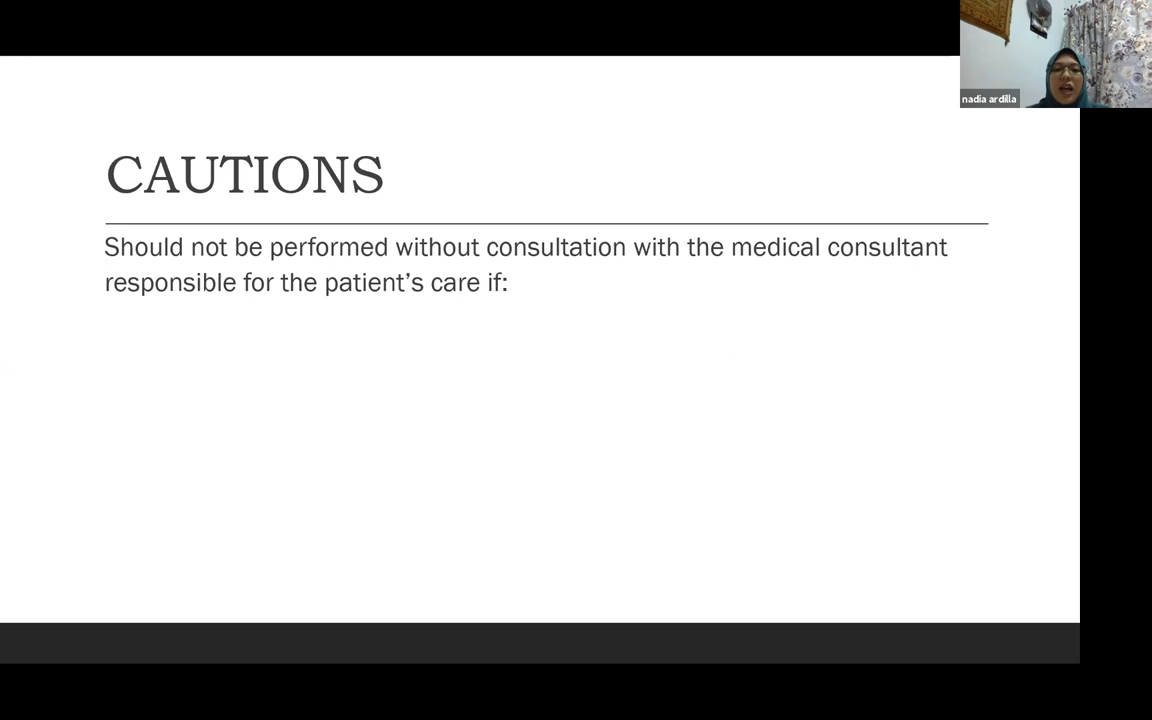 nadia ardilla
CAUTIONS
Should not be performed without consultation with the medical consultant
responsible for the patient’s care if: